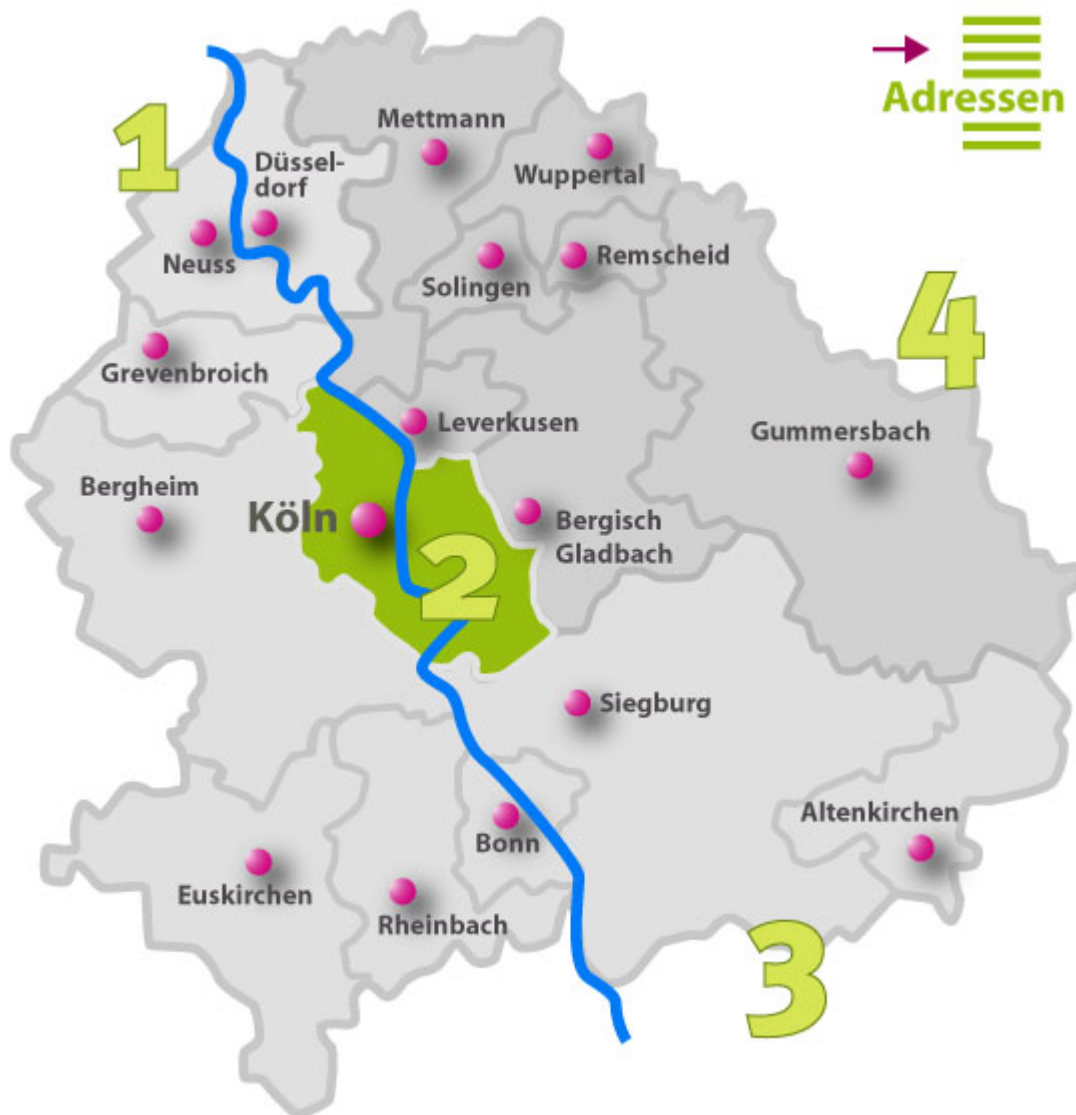 Adressen
1
Mettmann
Wuppertal
Düssel-
dorf
Neuss
Solingen
Remscheid
4
Grevenbroich
Leverkusen
Gummersbach
Bergheim
Köln
Bergisch
Gladbach
2
Siegburg
Altenkirchen
Bonn
Euskirchen
Rheinbach
3